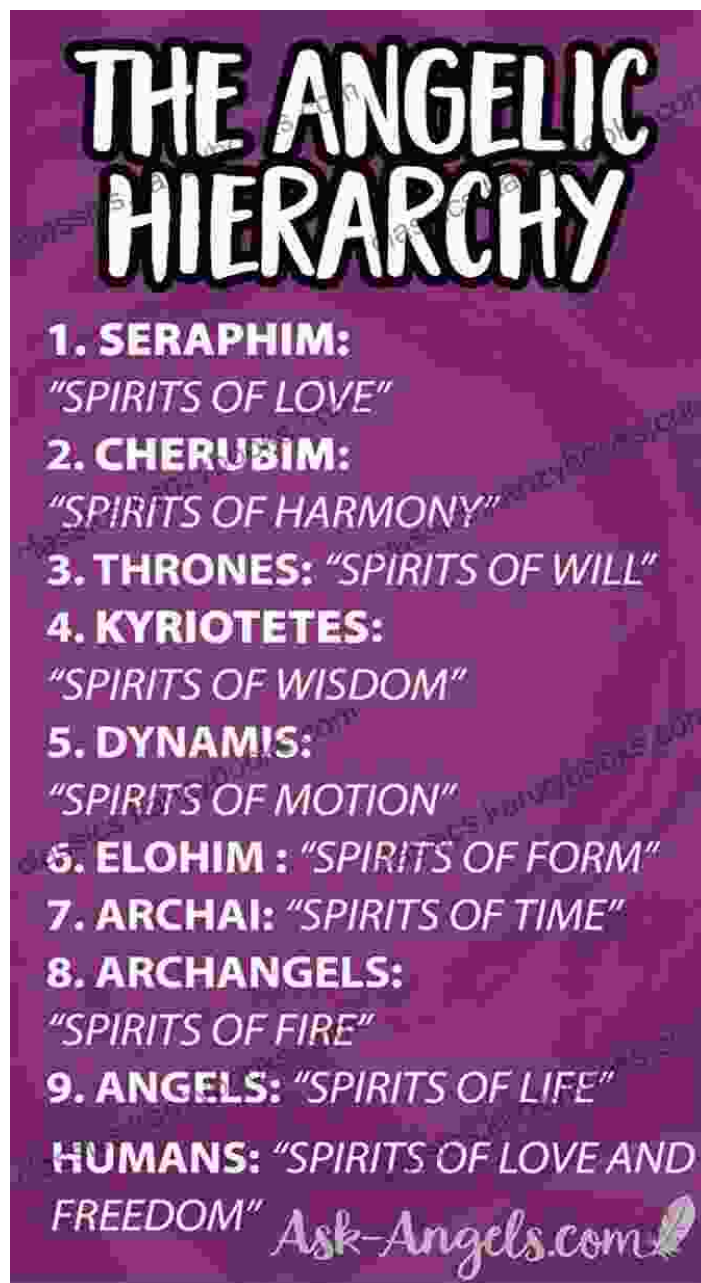 THE ANGELIC
HIERARCHY
1. SERAPHIM:
"SPIRITS OF LOVE"
2. CHERUBIM:
"SPIRITS OF HARMONY"
3. THRONES: "SPIRITS OF WILL"
4. KYRIOTETES:
"SPIRITS OF WISDOM"
5. DYNAMIS:
"SPIRITS OF MOTION"
6. ELOHIM : "SPIRITS OF FORM"
7. ARCHAI: "SPIRITS OF TIME"
8. ARCHANGELS:
"SPIRITS OF FIRE"
9. ANGELS: "SPIRITS OF LIFE"
HUMANS: "SPIRITS OF LOVE AND
FREEDOM"
Ask-Angels.com